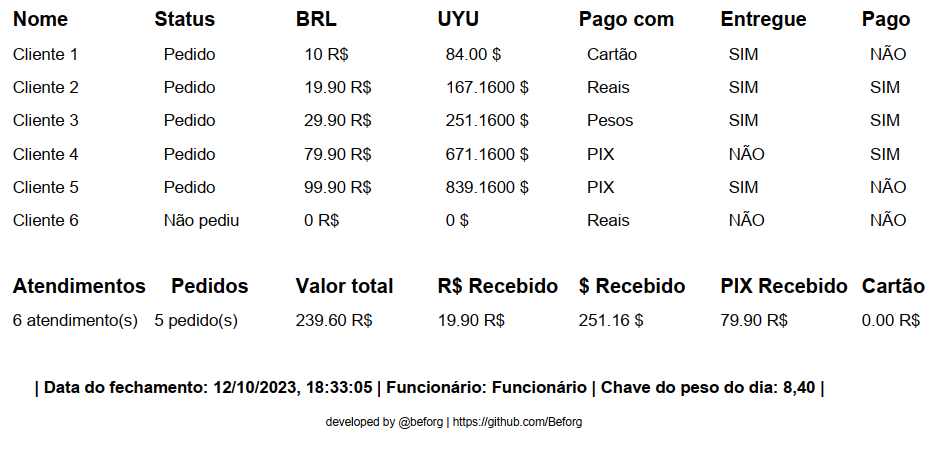 Nome Status BRL UYU Pago com Entregue Pago
Cliente 1 Pedido 10 R$ 84.00 $ Cartão SIM NÃO
Cliente 2 Pedido 19.90 R$ 167.1600 $ Reais SIM SIM
Cliente 3 Pedido 29.90 R$ 251.1600 $ Pesos SIM SIM
Cliente 4 Pedido 79.90 R$ 671.1600 $ PIX NÃO SIM
Cliente 5 Pedido 99.90 R$ 839.1600 $ PIX SIM NÃO
Cliente 6 Não pediu 0 R$ 0 $ Reais NÃO NÃO
Atendimentos Pedidos Valor total R$ Recebido $ Recebido PIX Recebido Cartão
6 atendimento(s) 5 pedido(s) 239.60 R$ 19.90 R$ 251.16 $ 79.90 R$ 0.00 R$
| Data do fechamento: 12/10/2023, 18:33:05 | Funcionário: Funcionário | Chave do peso do dia: 8,40 |
developed by @beforg | https://github.com/Beforg